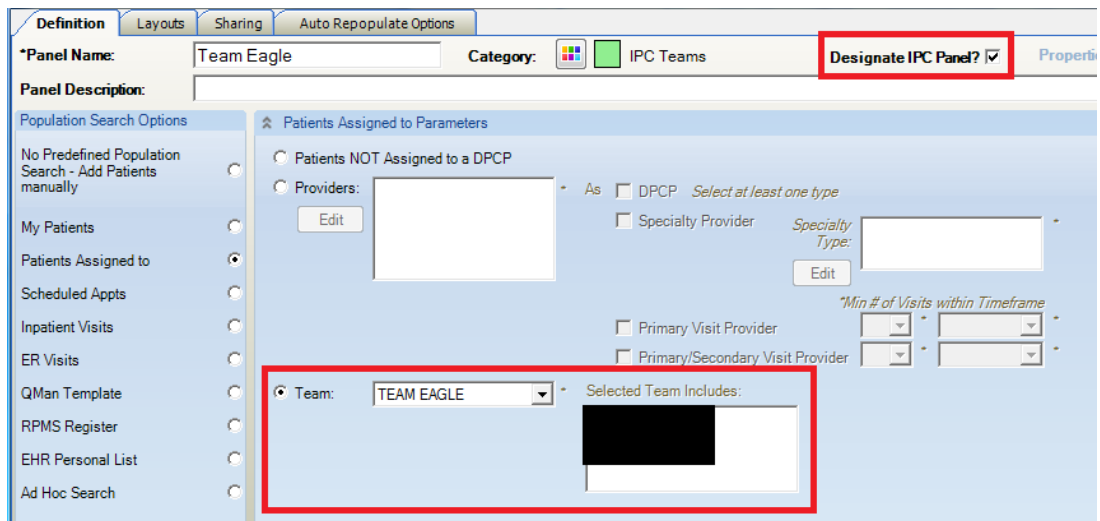 Definition Layouts Sharing Auto Repopulate Options
*Panel Name: Team Eagle Category: IPC Teams Designate IPC Panel?
Panel Description:
Population Search Options
No Predefined Population
Search - Add Patients
manually
My Patients
Patients Assigned to
Scheduled Appts
Inpatient Visits
ER Visits
QMan Template
RPMS Register
EHR Personal List
Ad Hoc Search
Patients Assigned to Parameters
Patients NOT Assigned to a DPCP
Providers: * As DPCP Select at least one type
Edit Specialty Provider Specialty
Type: *
Edit
*Min # of Visits within Timeframe
Primary Visit Provider * *
Primary/Secondary Visit Provider * *
Team: TEAM EAGLE * Selected Team Includes: